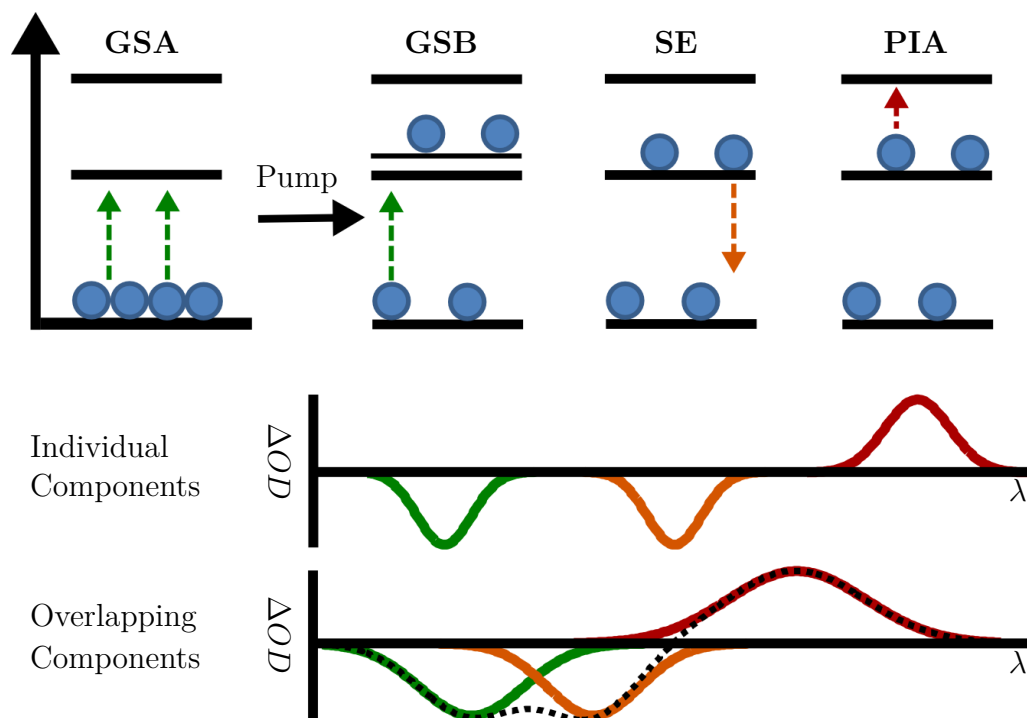 GSA
GSB
SE
PIA
Pump
Individual
Components
ΔOD
λ
Overlapping
Components
ΔOD
λ